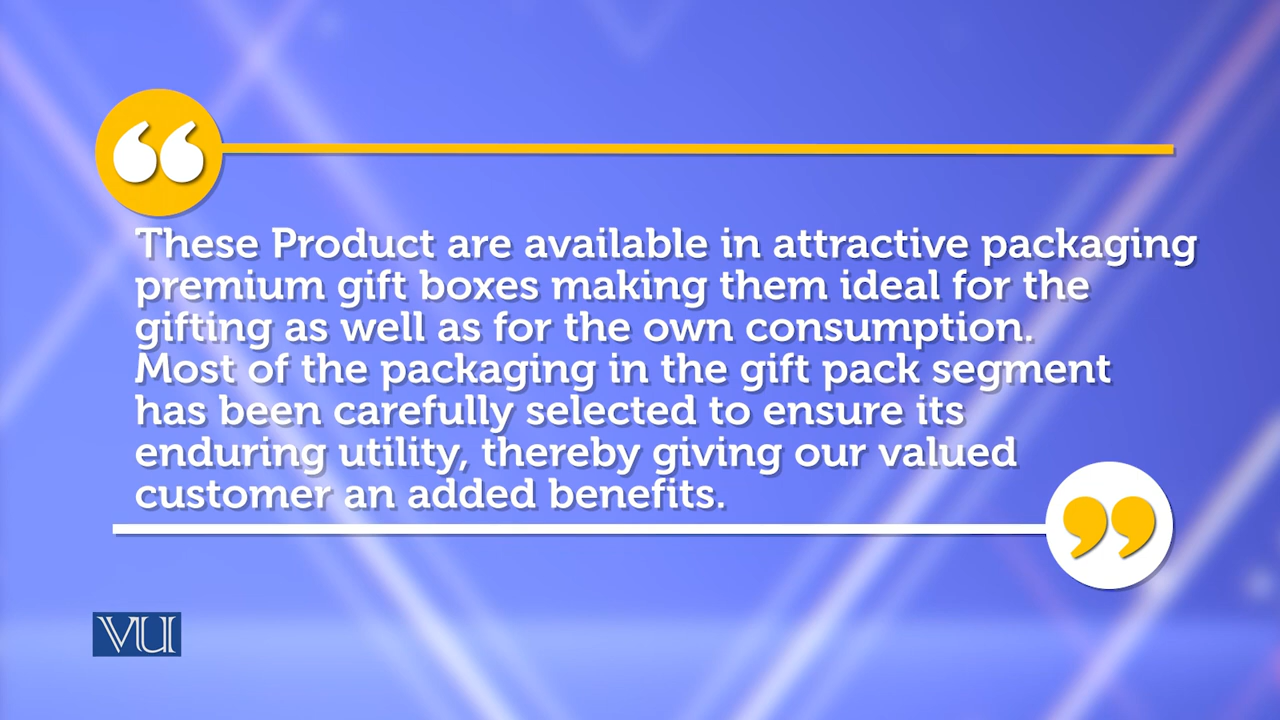 “
These Product are available in attractive packaging
premium gift boxes making them ideal for the
gifting as well as for the own consumption.
Most of the packaging in the gift pack segment
has been carefully selected to ensure its
enduring utility, thereby giving our valued
customer an added benefits.
”
VU